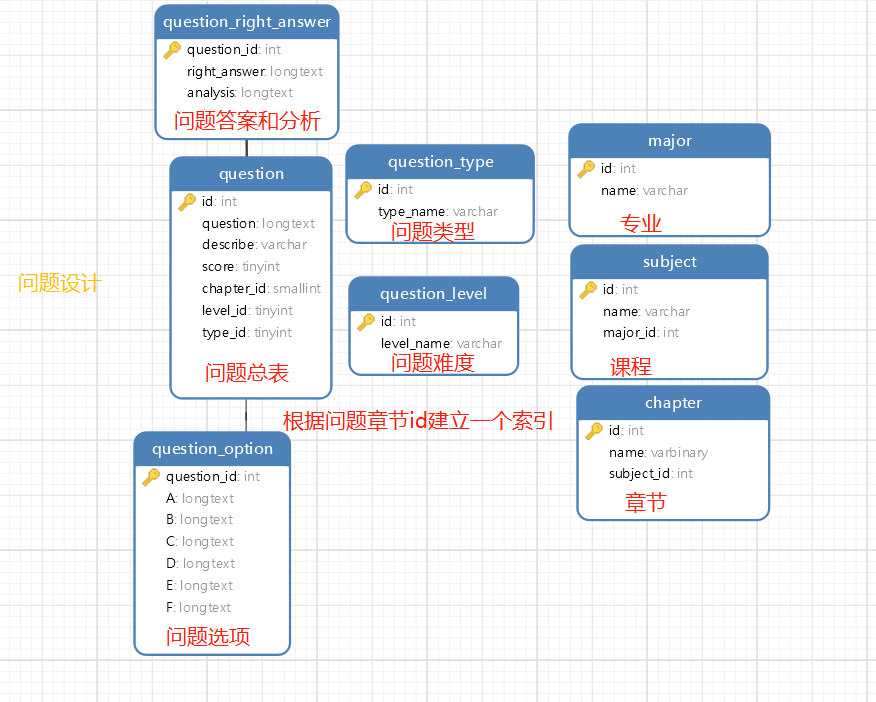 question_right_answer
question_id: int
right_answer: longtext
analysis: longtext
问题答案和分析
question
id: int
question: longtext
describe: varchar
score: tinyint
chapter_id: smallint
level_id: tinyint
type_id: tinyint
问题总表
question_type
id: int
type_name: varchar
问题类型
question_level
id: int
level_name: varchar
问题难度
major
id: int
name: varchar
专业
subject
id: int
name: varchar
major_id: int
课程
chapter
id: int
name: varbinary
subject_id: int
章节
问题设计
根据问题章节id建立一个索引
question_option
question_id: int
A: longtext
B: longtext
C: longtext
D: longtext
E: longtext
F: longtext
问题选项